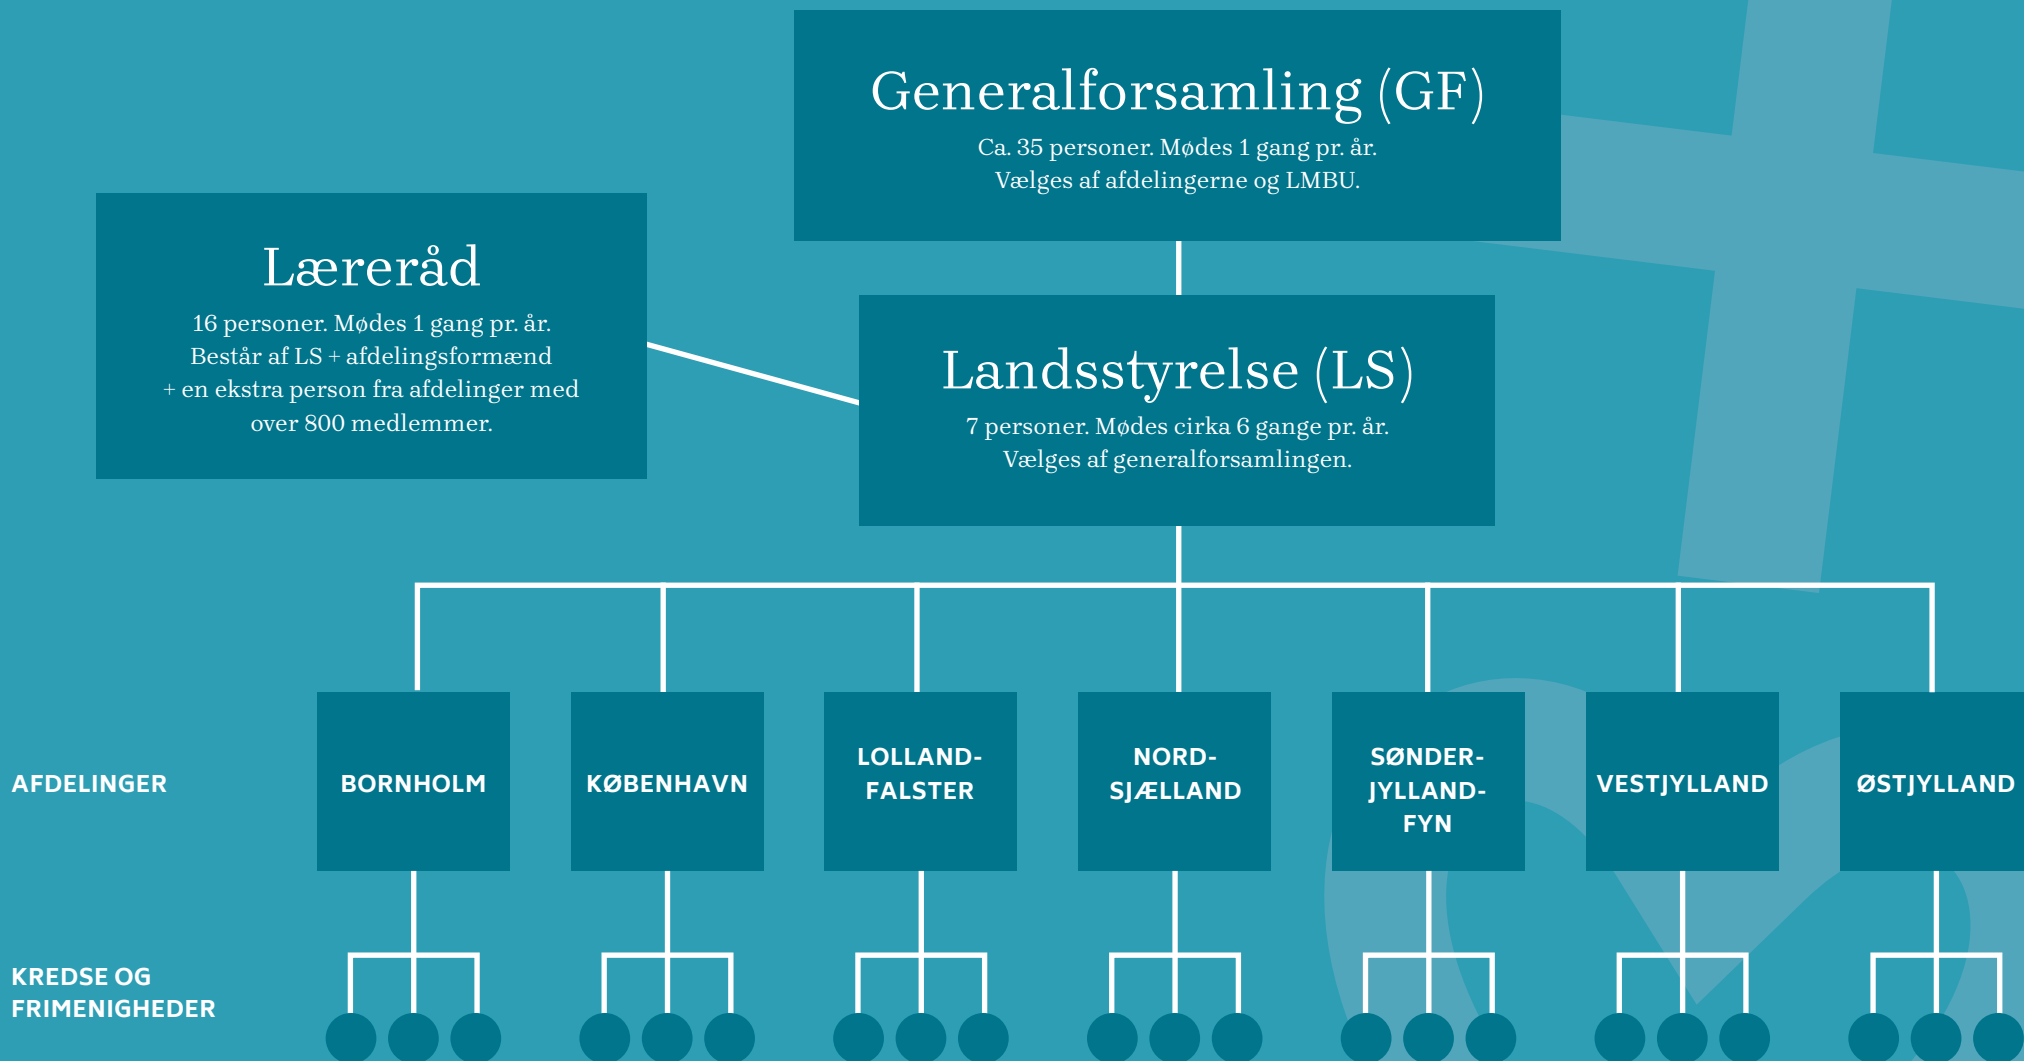 Generalforsamling (GF)
Ca. 35 personer. Mødes 1 gang pr. år.
Vælges af afdelingerne og LMBU.
Læreråd
16 personer. Mødes 1 gang pr. år.
Består af LS + afdelingsformænd
+ en ekstra person fra afdelinger med
over 800 medlemmer.
Landsstyrelse (LS)
7 personer. Mødes cirka 6 gange pr. år.
Vælges af generalforsamlingen.
AFDELINGER
BORNHOLM
KØBENHAVN
LOLLAND-
FALSTER
NORD-
SJÆLLAND
SØNDER-
JYLLAND-
FYN
VESTJYLLAND
ØSTJYLLAND
KREDSE OG
FRIMENIGHEDER